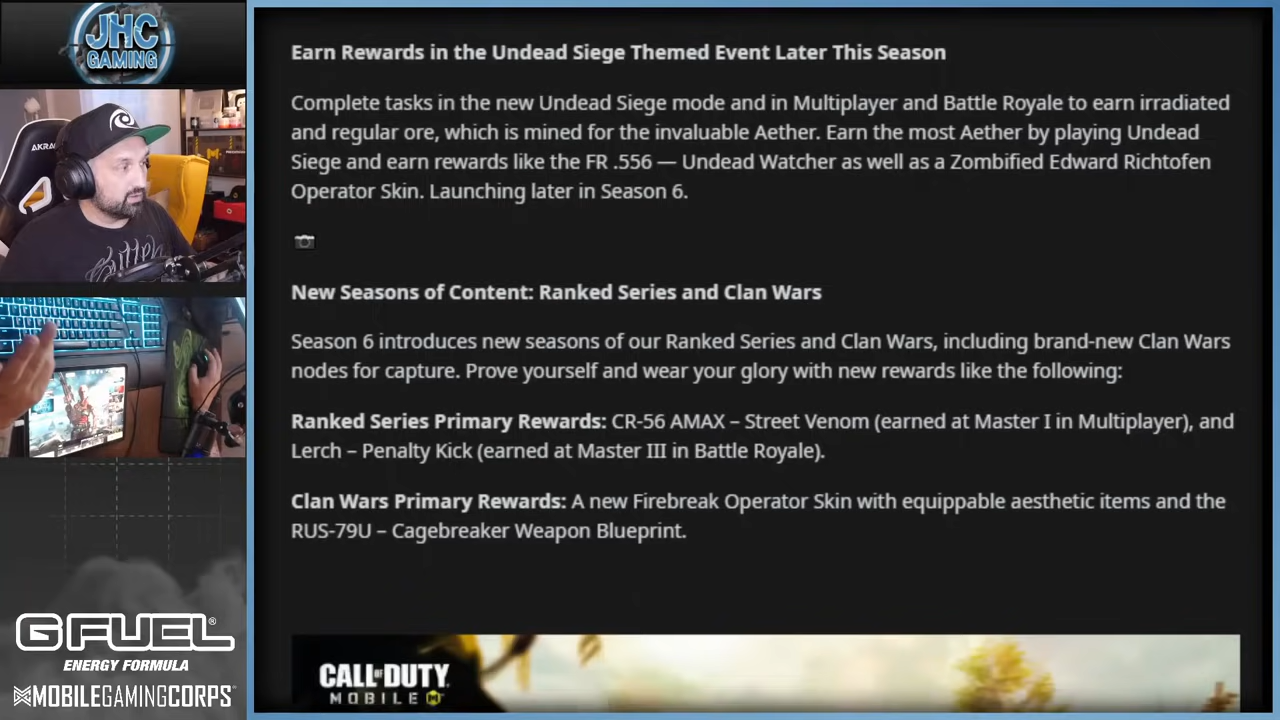 JHC
GAMING
AKRA
Earn Rewards in the Undead Siege Themed Event Later This Season
Complete tasks in the new Undead Siege mode and in Multiplayer and Battle Royale to earn irradiated
and regular ore, which is mined for the invaluable Aether. Earn the most Aether by playing Undead
Siege and earn rewards like the FR .556 — Undead Watcher as well as a Zombified Edward Richtofen
Operator Skin. Launching later in Season 6.
New Seasons of Content: Ranked Series and Clan Wars
Season 6 introduces new seasons of our Ranked Series and Clan Wars, including brand-new Clan Wars
nodes for capture. Prove yourself and wear your glory with new rewards like the following:
Ranked Series Primary Rewards: CR-56 AMAX – Street Venom (earned at Master I in Multiplayer), and
Lerch – Penalty Kick (earned at Master III in Battle Royale).
Clan Wars Primary Rewards: A new Firebreak Operator Skin with equippable aesthetic items and the
RUS-79U – Cagebreaker Weapon Blueprint.
CALL OF DUTY
MOBILE
G FUEL®
ENERGY FORMULA
MOBILEGAMINGCORPS